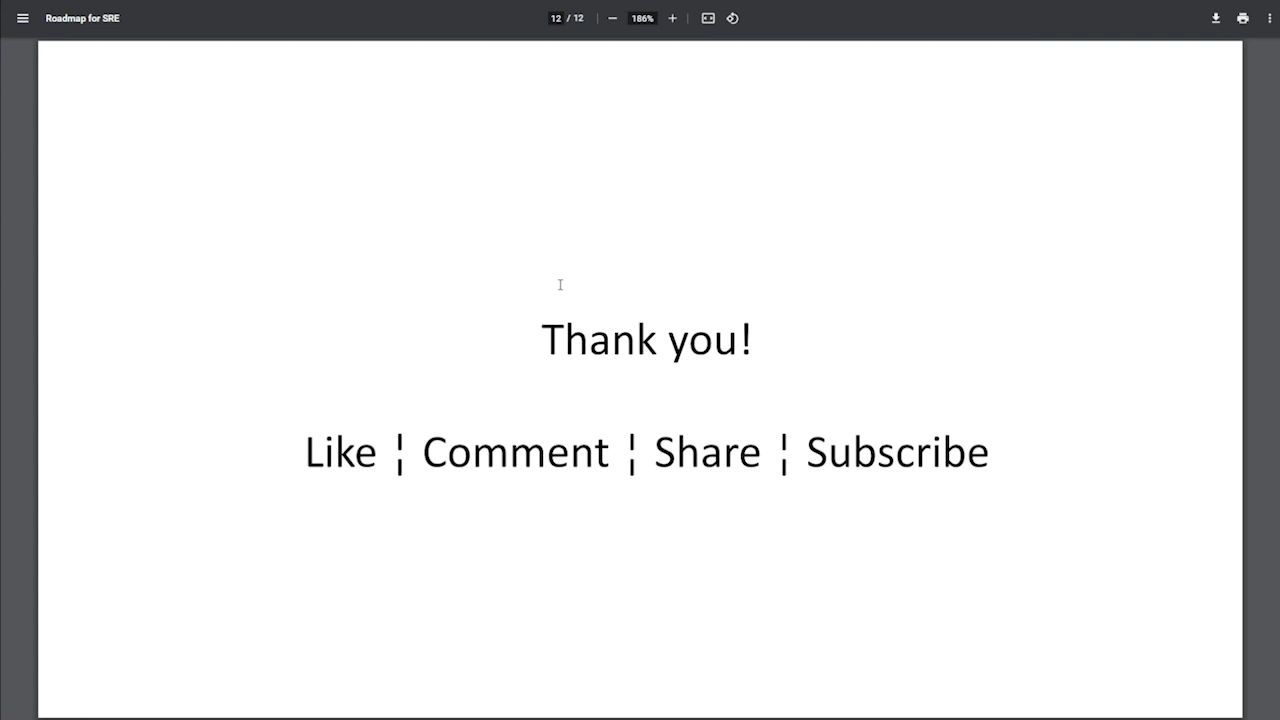 Roadmap for SRE
12 / 12
186%
Thank you!
Like ¦ Comment ¦ Share ¦ Subscribe